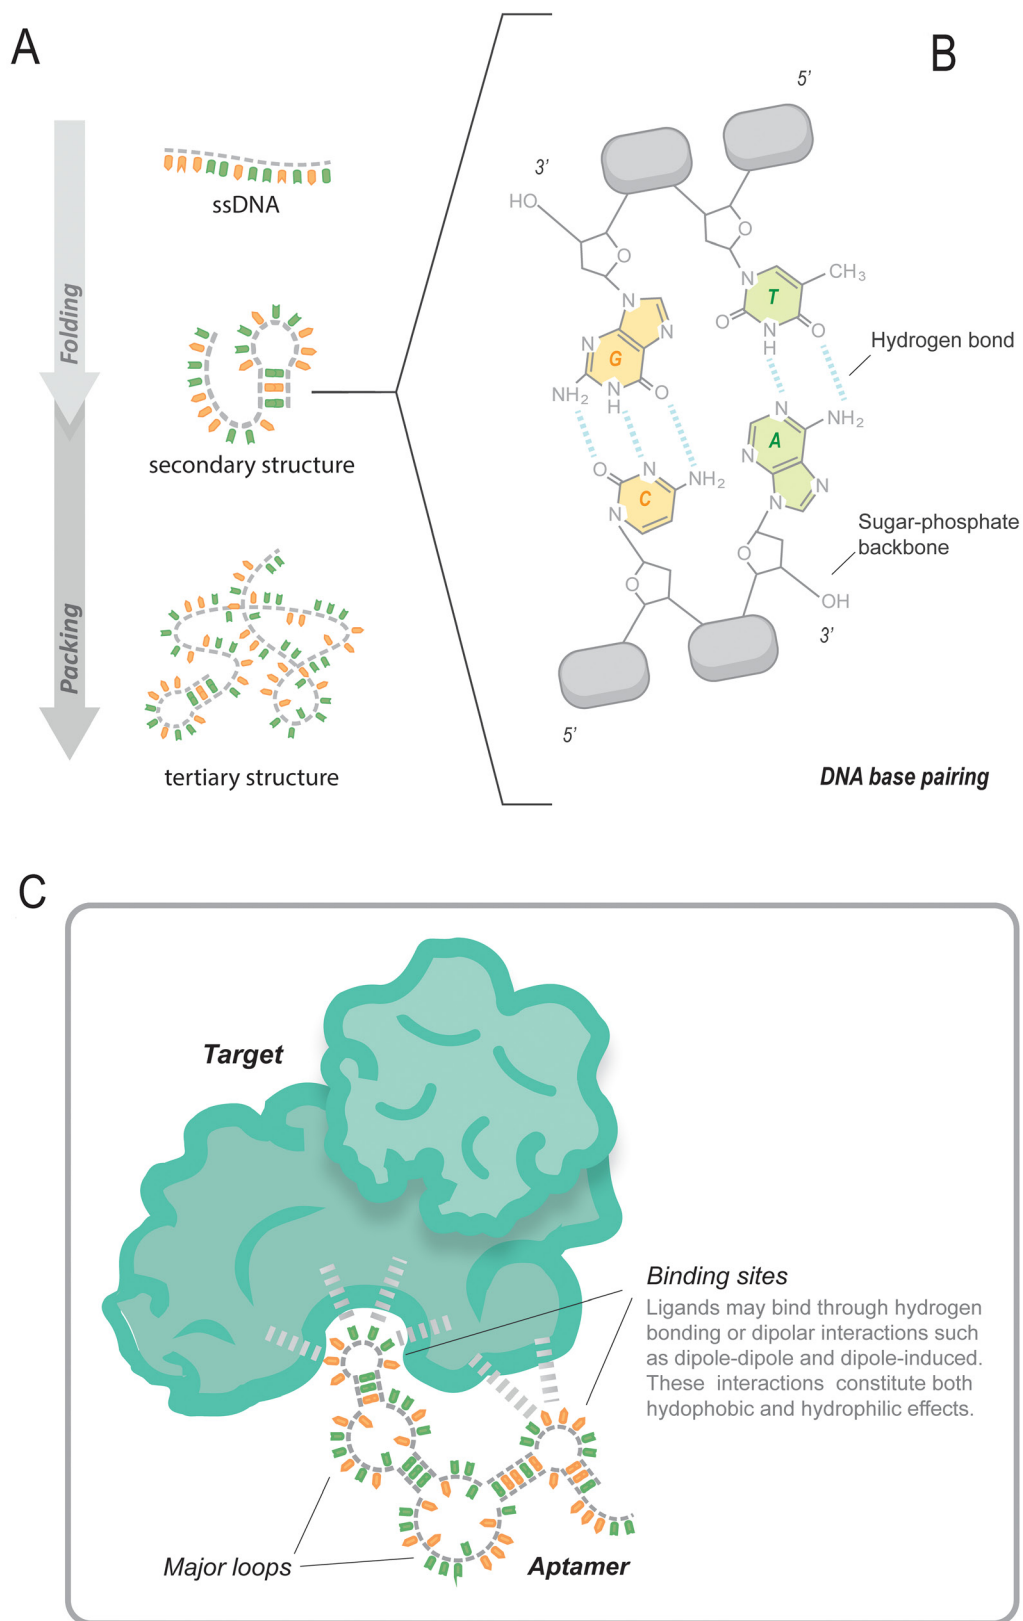 A
Folding
Packing
ssDNA
secondary structure
tertiary structure
B
5’
3’
HO
O
O
N
N
N
N
G
NH2
N
H
O
N
O
T
CH3
N
H
O
Hydrogen bond
O
N
C
NH2
N
N
NH2
A
N
N
N
Sugar-phosphate
backbone
O
O
OH
3’
5’
DNA base pairing
C
Target
Binding sites
Ligands may bind through hydrogen
bonding or dipolar interactions such
as dipole-dipole and dipole-induced.
These interactions constitute both
hydophobic and hydrophilic effects.
Major loops
Aptamer